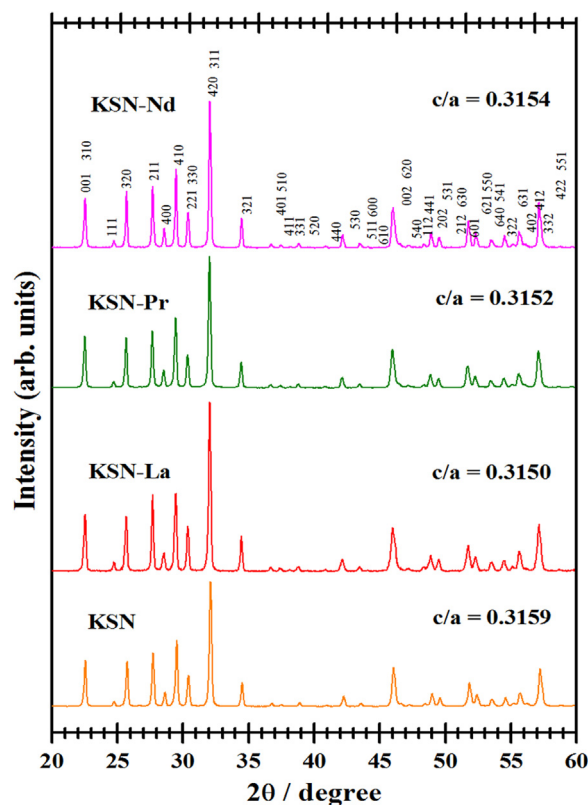 KSN-Nd
c/a = 0.3154
001 310
111
320
211
400
410
221 330
420 311
321
401 510
411
331
520
440
530
511 600
610
002 620
540
112 441
202 531
212 630
601
621 550
640 541
322
631
402 412
332
422 551
KSN-Pr
c/a = 0.3152
KSN-La
c/a = 0.3150
KSN
c/a = 0.3159
Intensity (arb. units)
20 25 30 35 40 45 50 55 60
2θ / degree